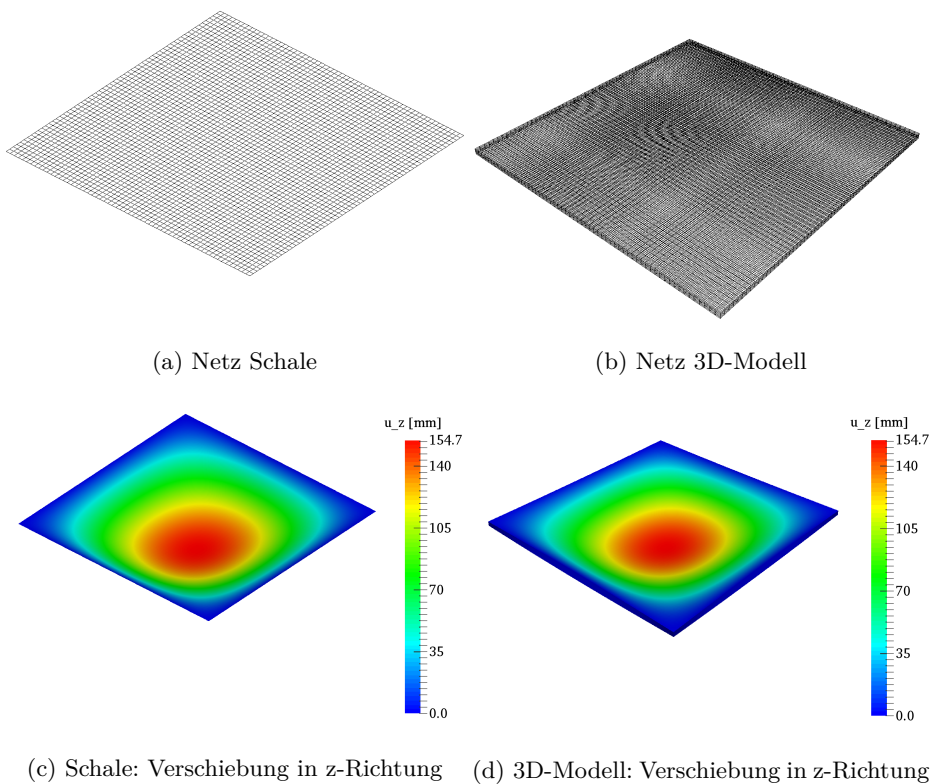 (a) Netz Schale
(b) Netz 3D-Modell
u_z [mm]
154.7
140
105
70
35
0.0
u_z [mm]
154.7
140
105
70
35
0.0
(c) Schale: Verschiebung in z-Richtung
(d) 3D-Modell: Verschiebung in z-Richtung